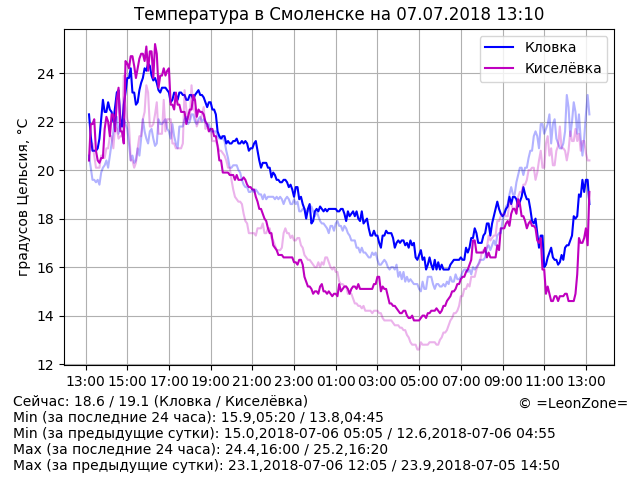 Температура в Смоленске на 07.07.2018 13:10
Кловка
Киселёвка
градусов Цельсия, °C
24
22
20
18
16
14
12
13:00 15:00 17:00 19:00 21:00 23:00 01:00 03:00 05:00 07:00 09:00 11:00 13:00
Сейчас: 18.6 / 19.1 (Кловка / Киселёвка)
© =LeonZone=
Min (за последние 24 часа): 15.9,05:20 / 13.8,04:45
Min (за предыдущие сутки): 15.0,2018-07-06 05:05 / 12.6,2018-07-06 04:55
Max (за последние 24 часа): 24.4,16:00 / 25.2,16:20
Max (за предыдущие сутки): 23.1,2018-07-06 12:05 / 23.9,2018-07-05 14:50